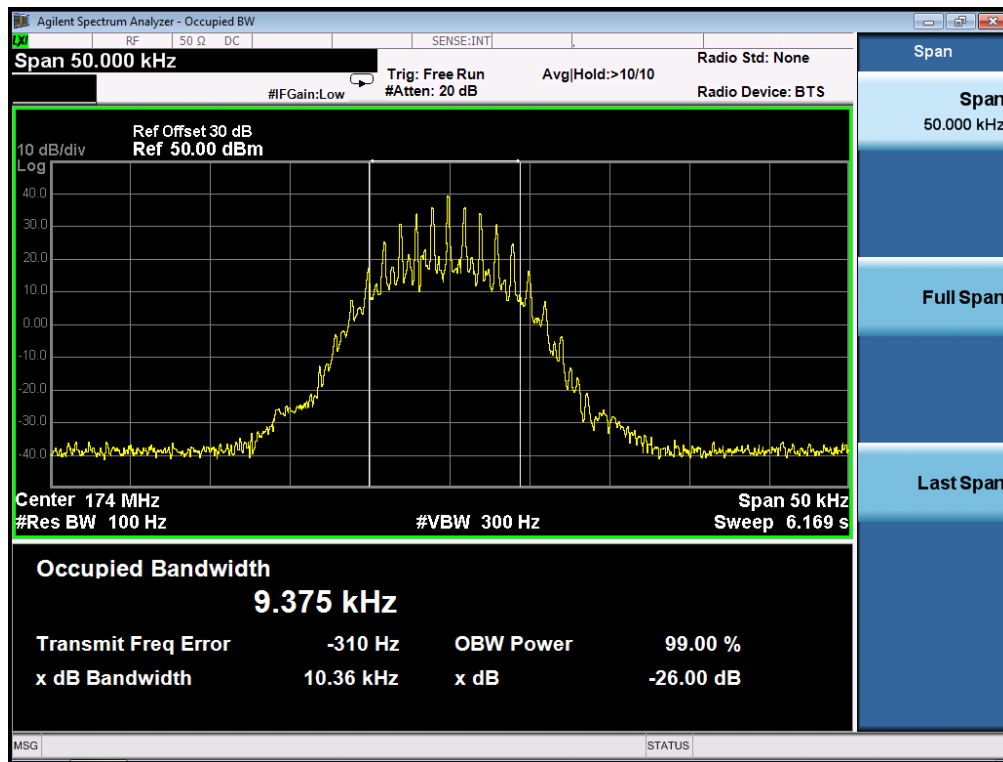 Agilent Spectrum Analyzer - Occupied BW
LXI RF 50 Ω DC SENSE:INT
Span 50.000 kHz
#IFGain:Low
Trig: Free Run
#Atten: 20 dB
Avg|Hold:>10/10
Radio Std: None
Radio Device: BTS
Ref Offset 30 dB
10 dB/div Ref 50.00 dBm
Log
40.0
30.0
20.0
10.0
0.00
-10.0
-20.0
-30.0
-40.0
Center 174 MHz Span 50 kHz
#Res BW 100 Hz #VBW 300 Hz Sweep 6.169 s
Occupied Bandwidth
9.375 kHz
Transmit Freq Error -310 Hz OBW Power 99.00 %
x dB Bandwidth 10.36 kHz x dB -26.00 dB
MSG STATUS
Span
Span
50.000 kHz
Full Span
Last Span